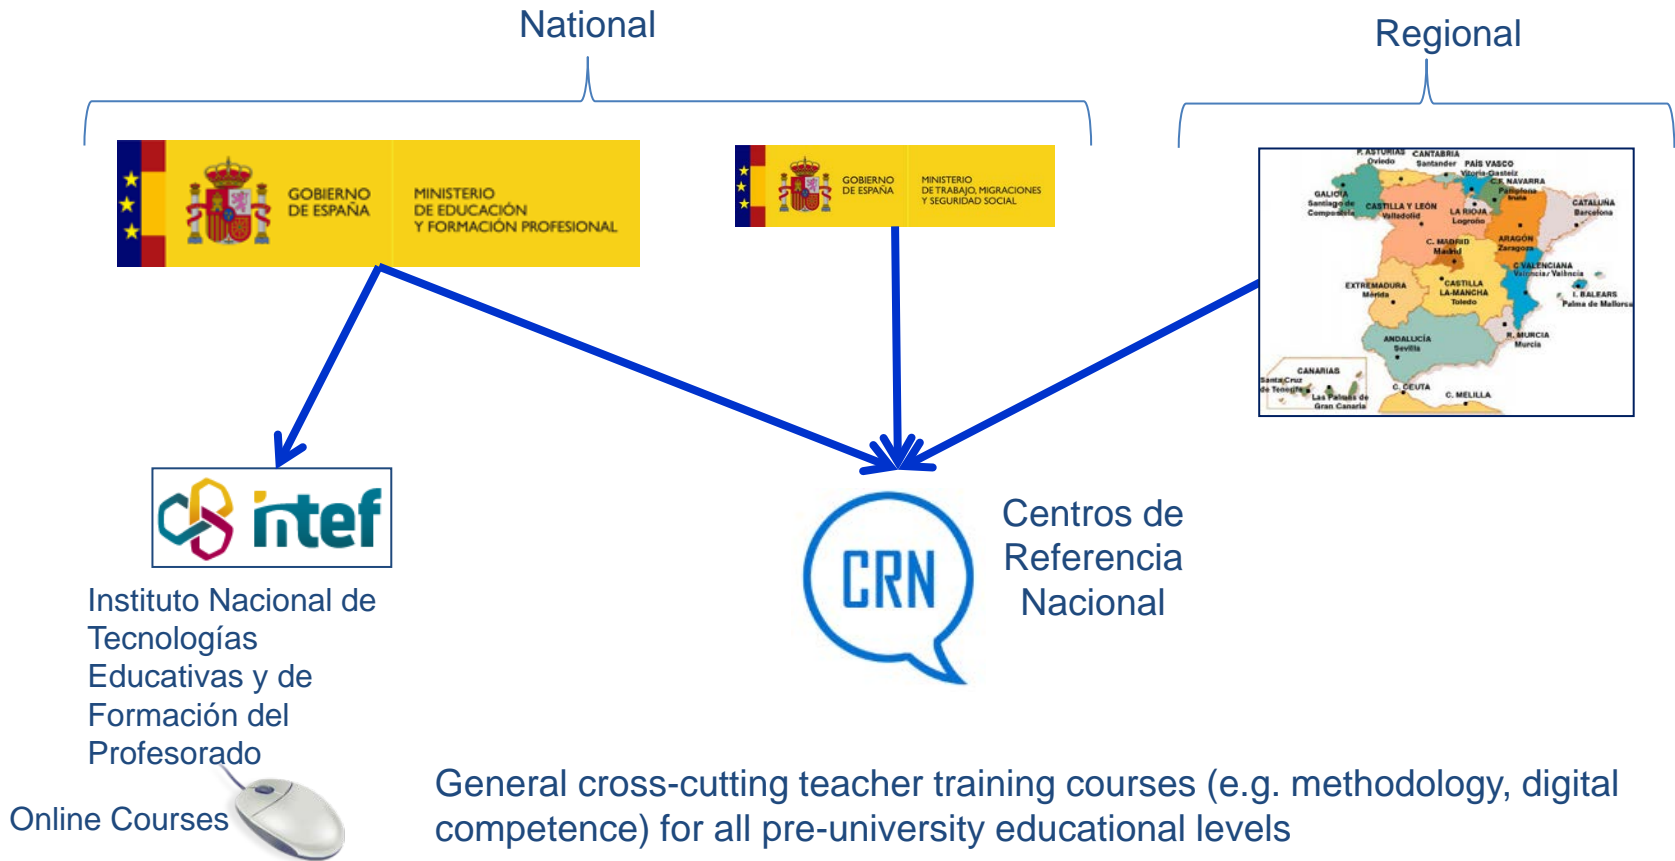 National
Regional
GOBIERNO
DE ESPAÑA
MINISTERIO
DE EDUCACIÓN
Y FORMACIÓN PROFESIONAL
GOBIERNO
DE ESPAÑA
MINISTERIO
DE TRABAJO, MIGRACIONES
Y SEGURIDAD SOCIAL
P. ASTURIAS
Oviedo
CANTABRIA
Santander
PAÍS VASCO
Vitoria-Gasteiz
C.F. NAVARRA
Pamplona
Iruña
GALICIA
Santiago de
Compostela
CASTILLA Y LEÓN
Valladolid
LA RIOJA
Logroño
CATALUÑA
Barcelona
ARAGÓN
Zaragoza
C. MADRID
Madrid
C. VALENCIANA
Valencia/València
EXTREMADURA
Mérida
CASTILLA
LA-MANCHA
Toledo
I. BALEARS
Palma de Mallorca
R. MURCIA
Murcia
ANDALUCÍA
Sevilla
CANARIAS
Santa Cruz
de Tenerife
Las Palmas de
Gran Canaria
C. CEUTA
C. MELILLA
intef
Instituto Nacional de
Tecnologías
Educativas y de
Formación del
Profesorado
CRN
Centros de
Referencia
Nacional
Online Courses
General cross-cutting teacher training courses (e.g. methodology, digital
competence) for all pre-university educational levels